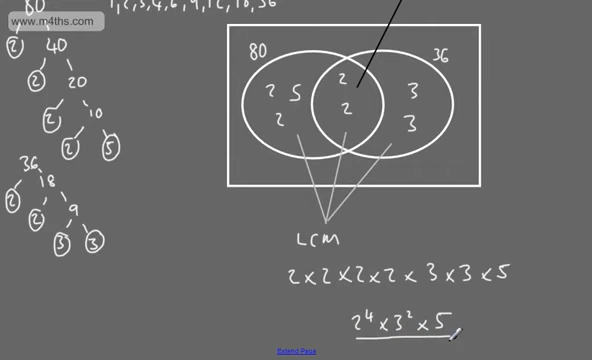 80
1,2,3,4,6,9,12,18,36
www.m4ths.com
2 40
2 20
2 10
2 5
36
2 18
2 9
3 3
80 36
2 5 2 3
2 2 3
LCM
2 × 2 × 2 × 2 × 3 × 3 × 5
2⁴ × 3² × 5
Extend Page